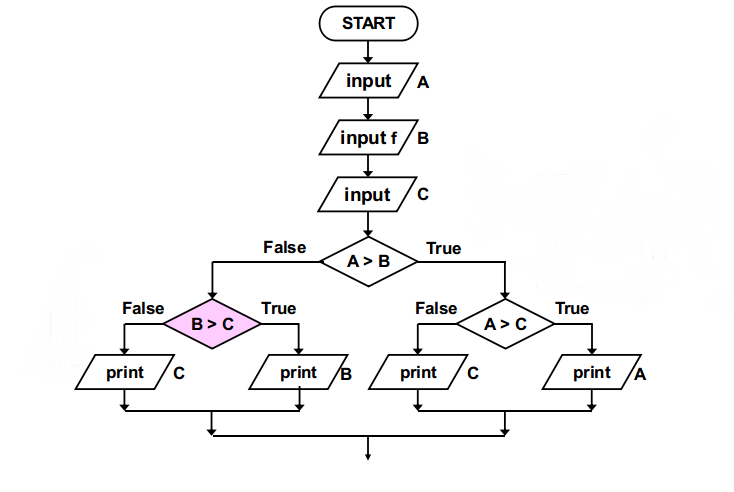 START
input A
input f B
input C
False True
A > B
False True False True
B > C A > C
print C print B print C print A